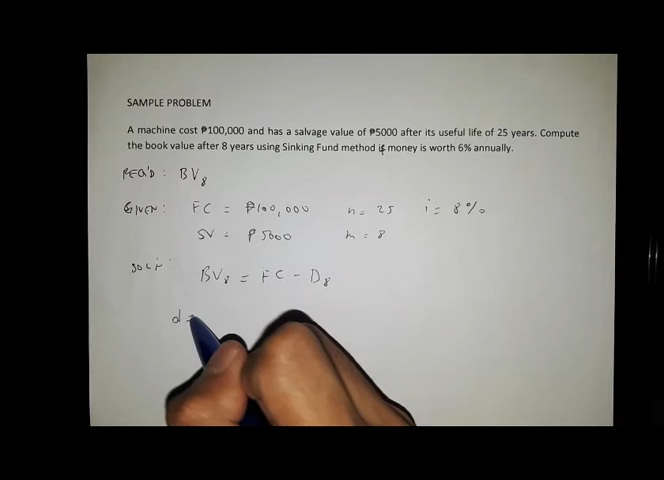 SAMPLE PROBLEM
A machine cost ₱100,000 and has a salvage value of ₱5000 after its useful life of 25 years. Compute
the book value after 8 years using Sinking Fund method if money is worth 6% annually.
REQ'D : BV₈
GIVEN: FC = ₱100,000 n = 25 i = 8%
SV = ₱5000 m = 8
SOL'N:
BV₈ = FC - D₈
d =